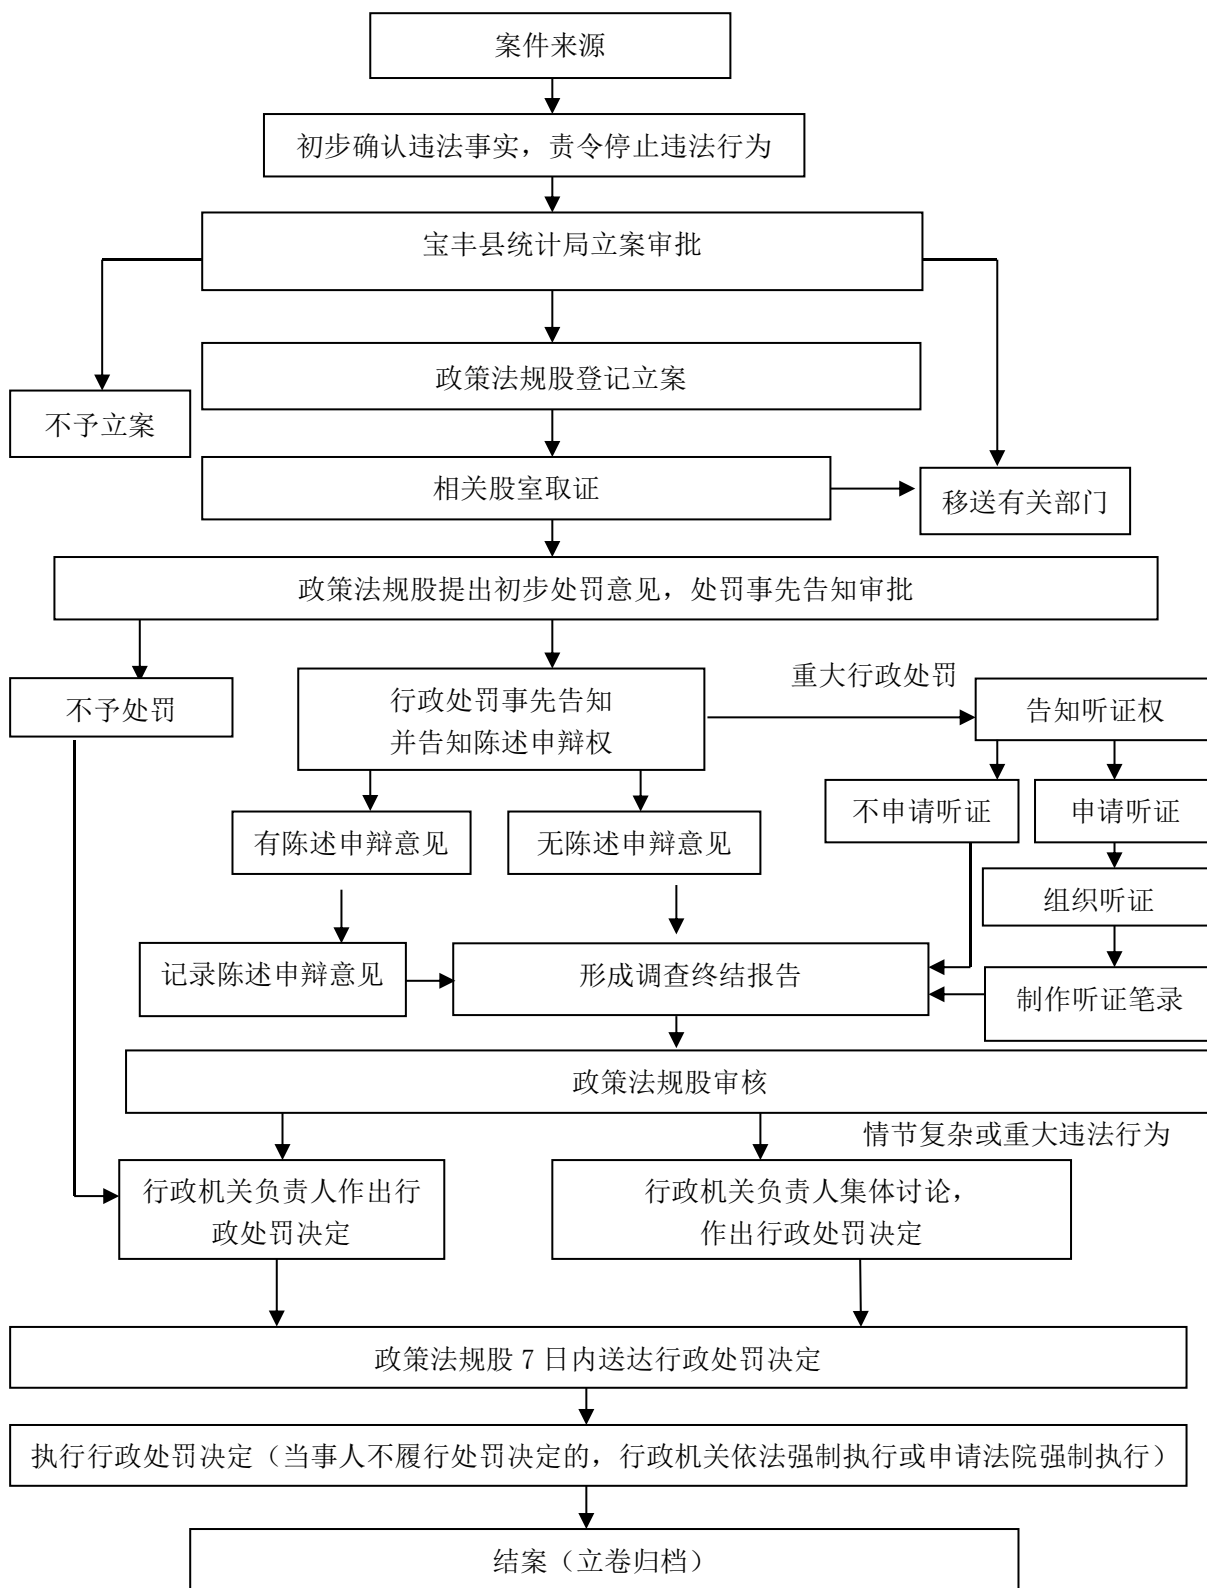 案件来源
初步确认违法事实，责令停止违法行为
宝丰县统计局立案审批
政策法规股登记立案
不予立案
相关股室取证
移送有关部门
政策法规股提出初步处罚意见，处罚事先告知审批
不予处罚
行政处罚事先告知
并告知陈述申辩权
重大行政处罚
告知听证权
不申请听证
申请听证
有陈述申辩意见
无陈述申辩意见
组织听证
记录陈述申辩意见
形成调查终结报告
制作听证笔录
政策法规股审核
情节复杂或重大违法行为
行政机关负责人作出行
政处罚决定
行政机关负责人集体讨论，
作出行政处罚决定
政策法规股 7 日内送达行政处罚决定
执行行政处罚决定（当事人不履行处罚决定的，行政机关依法强制执行或申请法院强制执行）
结案（立卷归档）